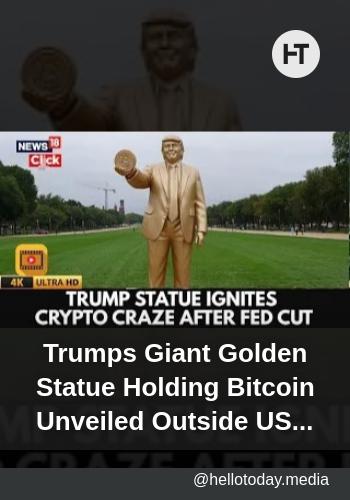 HT
NEWS 18
Click
4K ULTRA HD
TRUMP STATUE IGNITES
CRYPTO CRAZE AFTER FED CUT
Trumps Giant Golden
Statue Holding Bitcoin
Unveiled Outside US...
@hellotoday.media